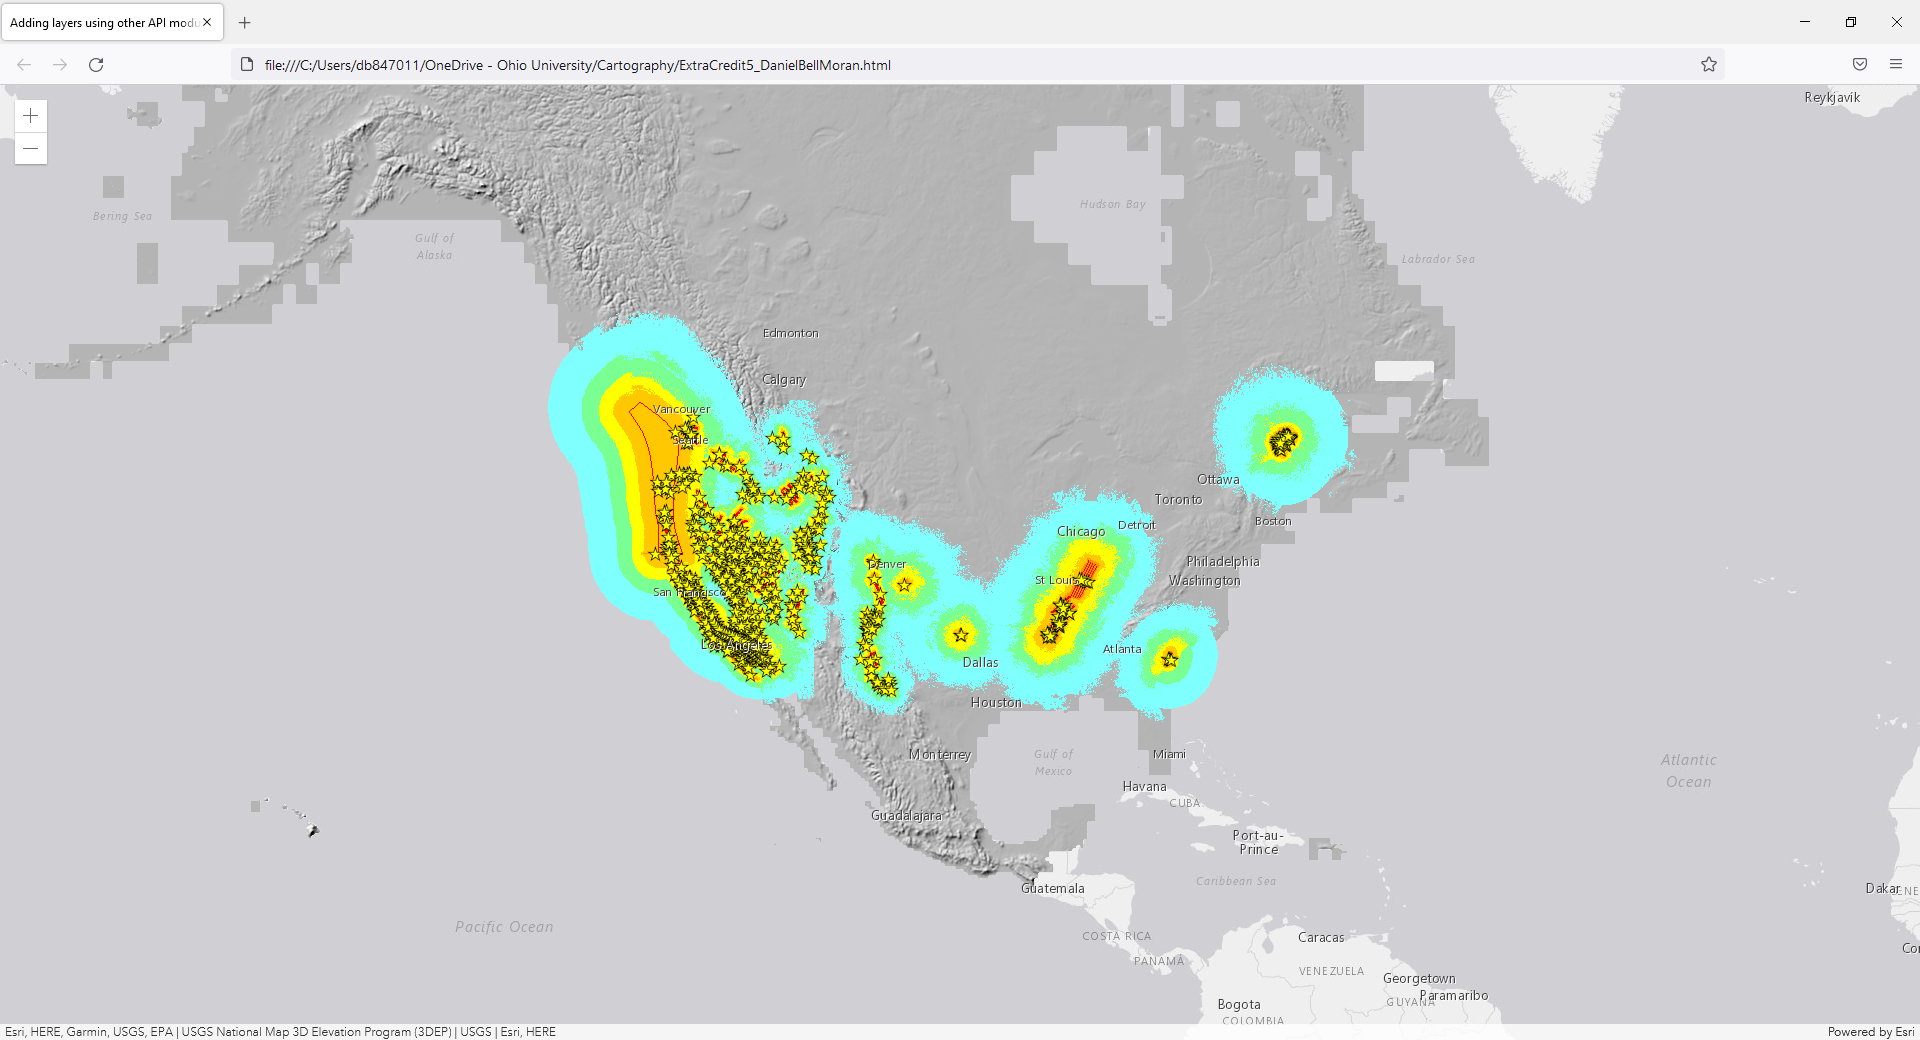 Adding layers using other API modu
file:///C:/Users/db847011/OneDrive - Ohio University/Cartography/ExtraCredit5_DanielBellMoran.html
Reykjavík
Bering Sea
Hudson Bay
Gulf of
Alaska
Labrador Sea
Edmonton
Calgary
Vancouver
Seattle
Ottawa
Toronto
Boston
Detroit
Chicago
Philadelphia
Denver
St Louis
Washington
San Francisco
Los Angeles
Atlanta
Dallas
Houston
Monterrey
Gulf of
Mexico
Miami
Atlantic
Ocean
Havana
CUBA
Guadalajara
Port-au-
Prince
Guatemala
Caribbean Sea
Dakar
ENE
Pacific Ocean
COSTA RICA
Caracas
Cor
PANAMÁ
VENEZUELA
Georgetown
Paramaribo
GUYANA
Bogota
COLOMBIA
Esri, HERE, Garmin, USGS, EPA | USGS National Map 3D Elevation Program (3DEP) | USGS | Esri, HERE
Powered by Esri